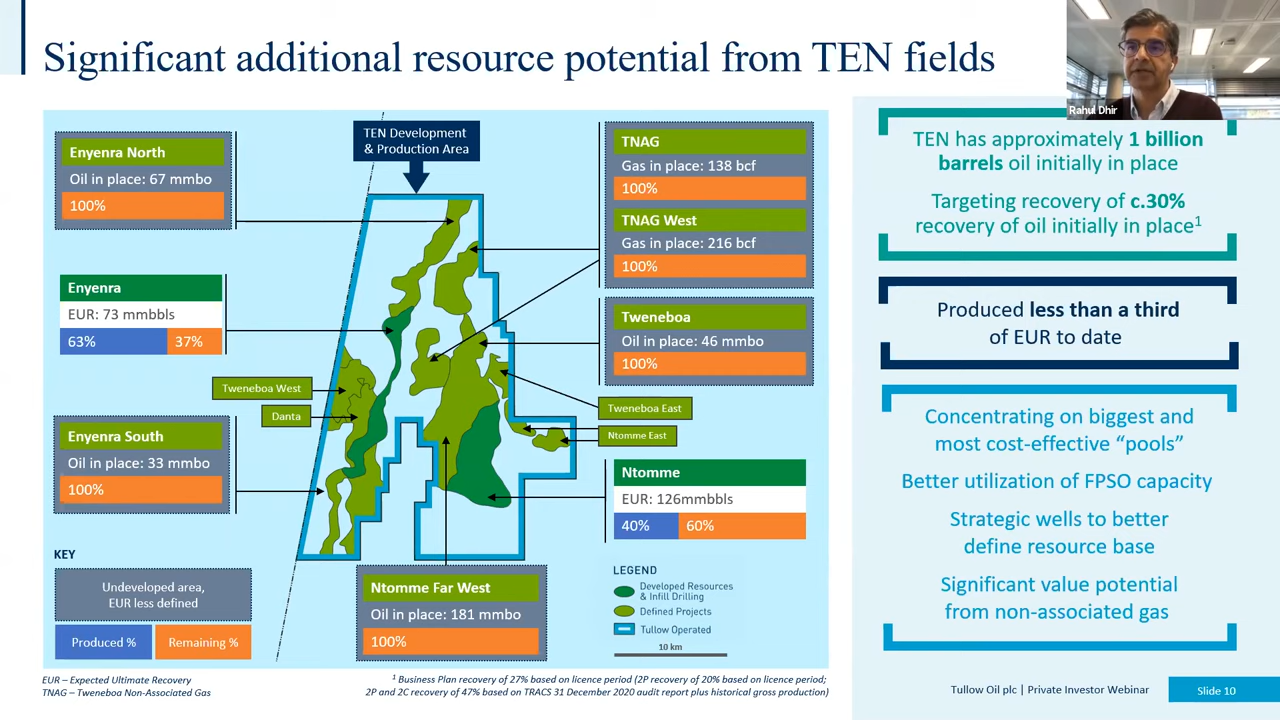 Significant additional resource potential from TEN fields
Rahul Dhir
Enyenra North
Oil in place: 67 mmbo
100%
TEN Development
& Production Area
TNAG
Gas in place: 138 bcf
100%
TNAG West
Gas in place: 216 bcf
100%
Enyenra
EUR: 73 mmbbls
63% 37%
Tweneboa
Oil in place: 46 mmbo
100%
Tweneboa West
Danta
Tweneboa East
Ntomme East
Enyenra South
Oil in place: 33 mmbo
100%
Ntomme
EUR: 126mmbbls
40% 60%
Ntomme Far West
Oil in place: 181 mmbo
100%
KEY
Undeveloped area,
EUR less defined
Produced % Remaining %
LEGEND
Developed Resources
& Infill Drilling
Defined Projects
Tullow Operated
10 km
EUR – Expected Ultimate Recovery
TNAG – Tweneboa Non-Associated Gas
1 Business Plan recovery of 27% based on licence period (2P recovery of 20% based on licence period;
2P and 2C recovery of 47% based on TRACS 31 December 2020 audit report plus historical gross production)
TEN has approximately 1 billion
barrels oil initially in place
Targeting recovery of c.30%
recovery of oil initially in place1
Produced less than a third
of EUR to date
Concentrating on biggest and
most cost-effective “pools”
Better utilization of FPSO capacity
Strategic wells to better
define resource base
Significant value potential
from non-associated gas
Tullow Oil plc | Private Investor Webinar
Slide 10